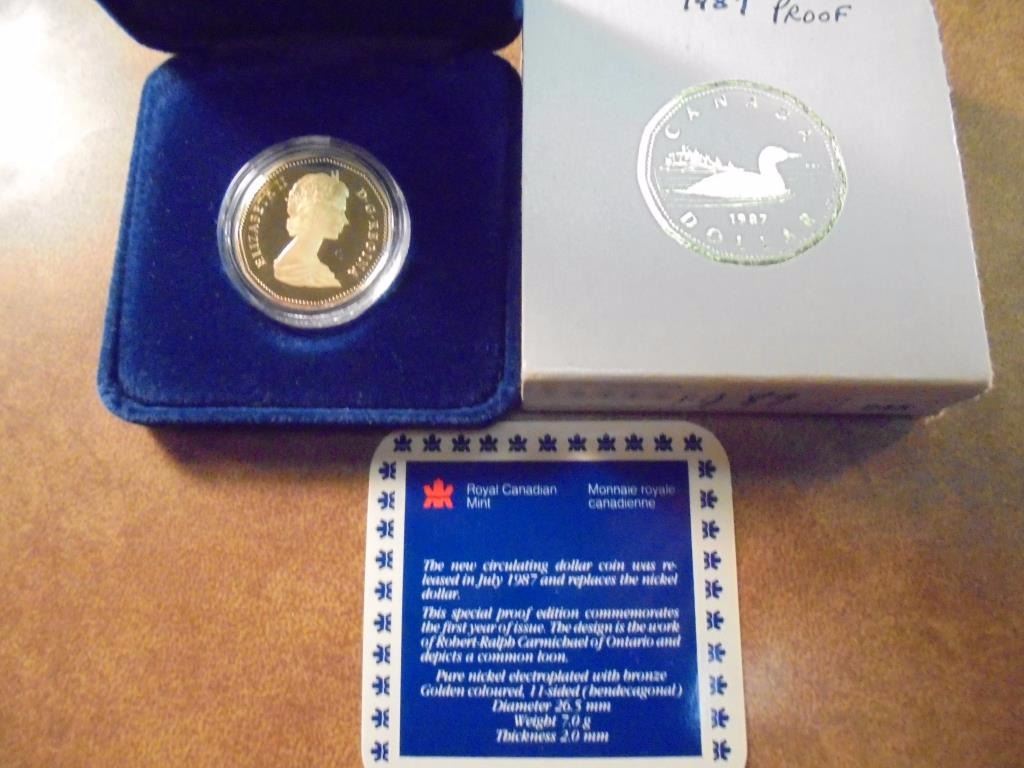 1987 PROOF
CANADA
1987
DOLLAR
ELIZABETH II D·G·REGINA
Royal Canadian
Mint
Monnaie royale
canadienne
The new circulating dollar coin was re-
leased in July 1987 and replaces the nickel
dollar.
This special proof edition commemorates
the first year of issue. The design is the work
of Robert-Ralph Carmichael of Ontario and
depicts a common loon.
Pure nickel electroplated with bronze
Golden coloured, 11-sided (hendecagonal)
Diameter 26.5 mm
Weight 7.0 g
Thickness 2.0 mm